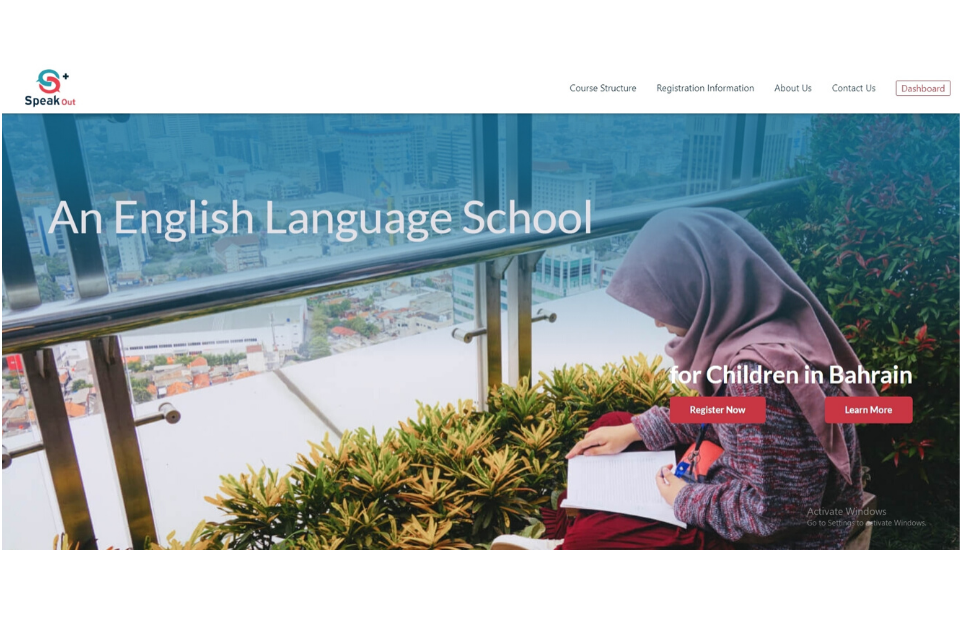 Speak Out
Course Structure
Registration Information
About Us
Contact Us
Dashboard
An English Language School
for Children in Bahrain
Register Now
Learn More
Activate Windows
Go to Settings to activate Windows.